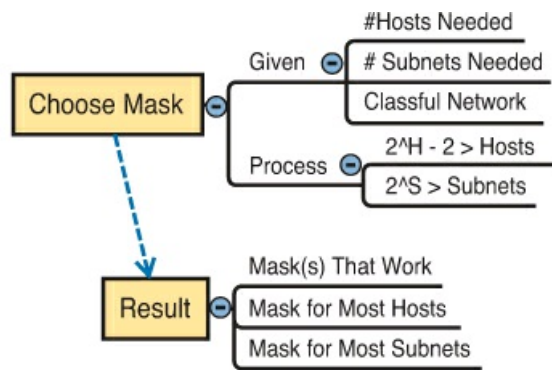 #Hosts Needed
Given
# Subnets Needed
Choose Mask
Classful Network
Process
2^H - 2 > Hosts
2^S > Subnets
Result
Mask(s) That Work
Mask for Most Hosts
Mask for Most Subnets